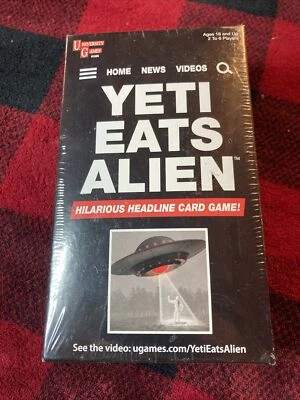 UNIVERSITY
GAMES
Ages 18 and Up
2 To 6 Players
HOME NEWS VIDEOS
YETI
EATS
ALIEN™
HILARIOUS HEADLINE CARD GAME!
See the video: ugames.com/YetiEatsAlien